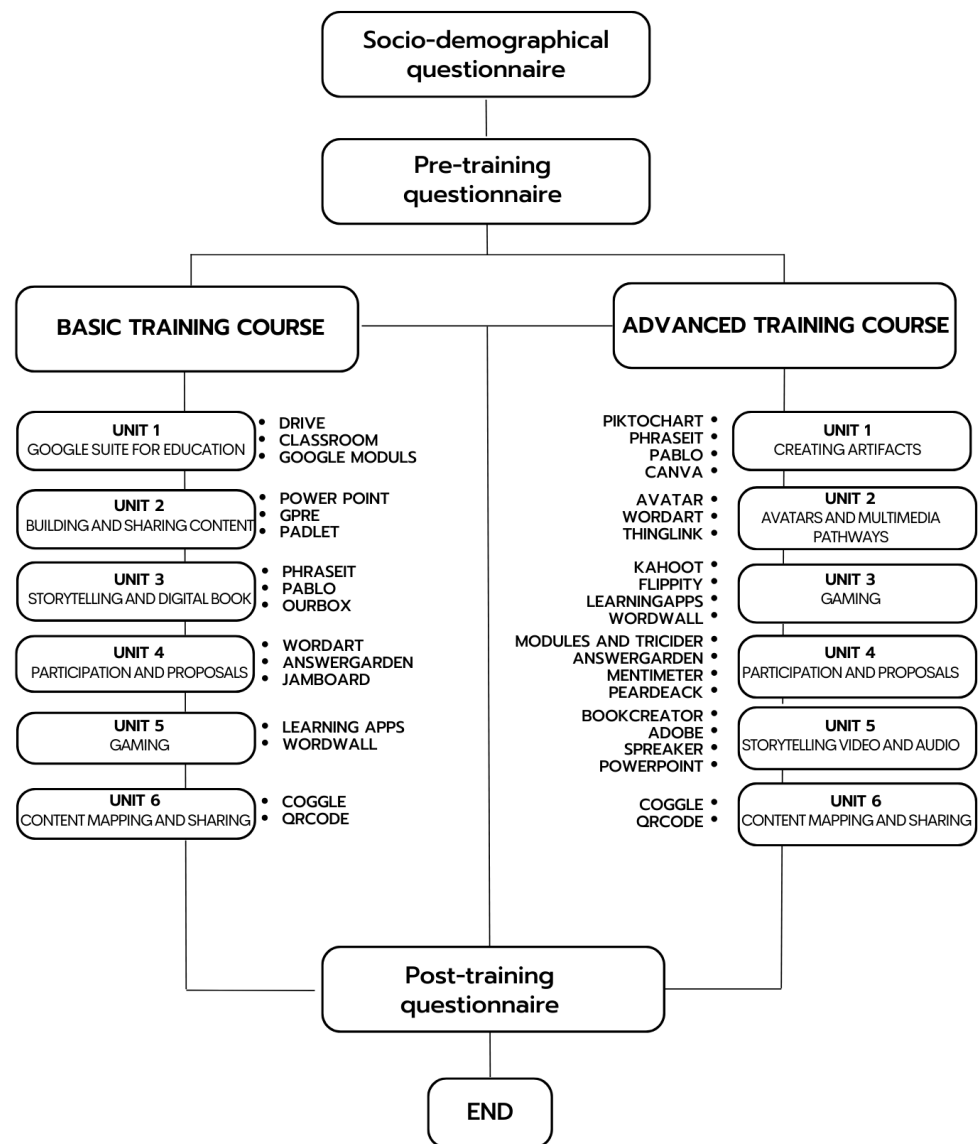 Socio-demographical
questionnaire
Pre-training
questionnaire
BASIC TRAINING COURSE
UNIT 1
GOOGLE SUITE FOR EDUCATION
• DRIVE
• CLASSROOM
• GOOGLE MODULS
UNIT 2
BUILDING AND SHARING CONTENT
• POWER POINT
• GPRE
• PADLET
UNIT 3
STORYTELLING AND DIGITAL BOOK
• PHRASEIT
• PABLO
• OURBOX
UNIT 4
PARTICIPATION AND PROPOSALS
• WORDART
• ANSWERGARDEN
• JAMBOARD
UNIT 5
GAMING
• LEARNING APPS
• WORDWALL
UNIT 6
CONTENT MAPPING AND SHARING
• COGGLE
• QRCODE
ADVANCED TRAINING COURSE
PIKTOCHART •
PHRASEIT •
PABLO •
CANVA •
UNIT 1
CREATING ARTIFACTS
AVATAR •
WORDART •
THINGLINK •
UNIT 2
AVATARS AND MULTIMEDIA
PATHWAYS
KAHOOT •
FLIPPITY •
LEARNINGAPPS •
WORDWALL •
UNIT 3
GAMING
MODULES AND TRICIDER •
ANSWERGARDEN •
MENTIMETER •
PEARDEACK •
UNIT 4
PARTICIPATION AND PROPOSALS
BOOKCREATOR •
ADOBE •
SPREAKER •
POWERPOINT •
UNIT 5
STORYTELLING VIDEO AND AUDIO
COGGLE •
QRCODE •
UNIT 6
CONTENT MAPPING AND SHARING
Post-training
questionnaire
END